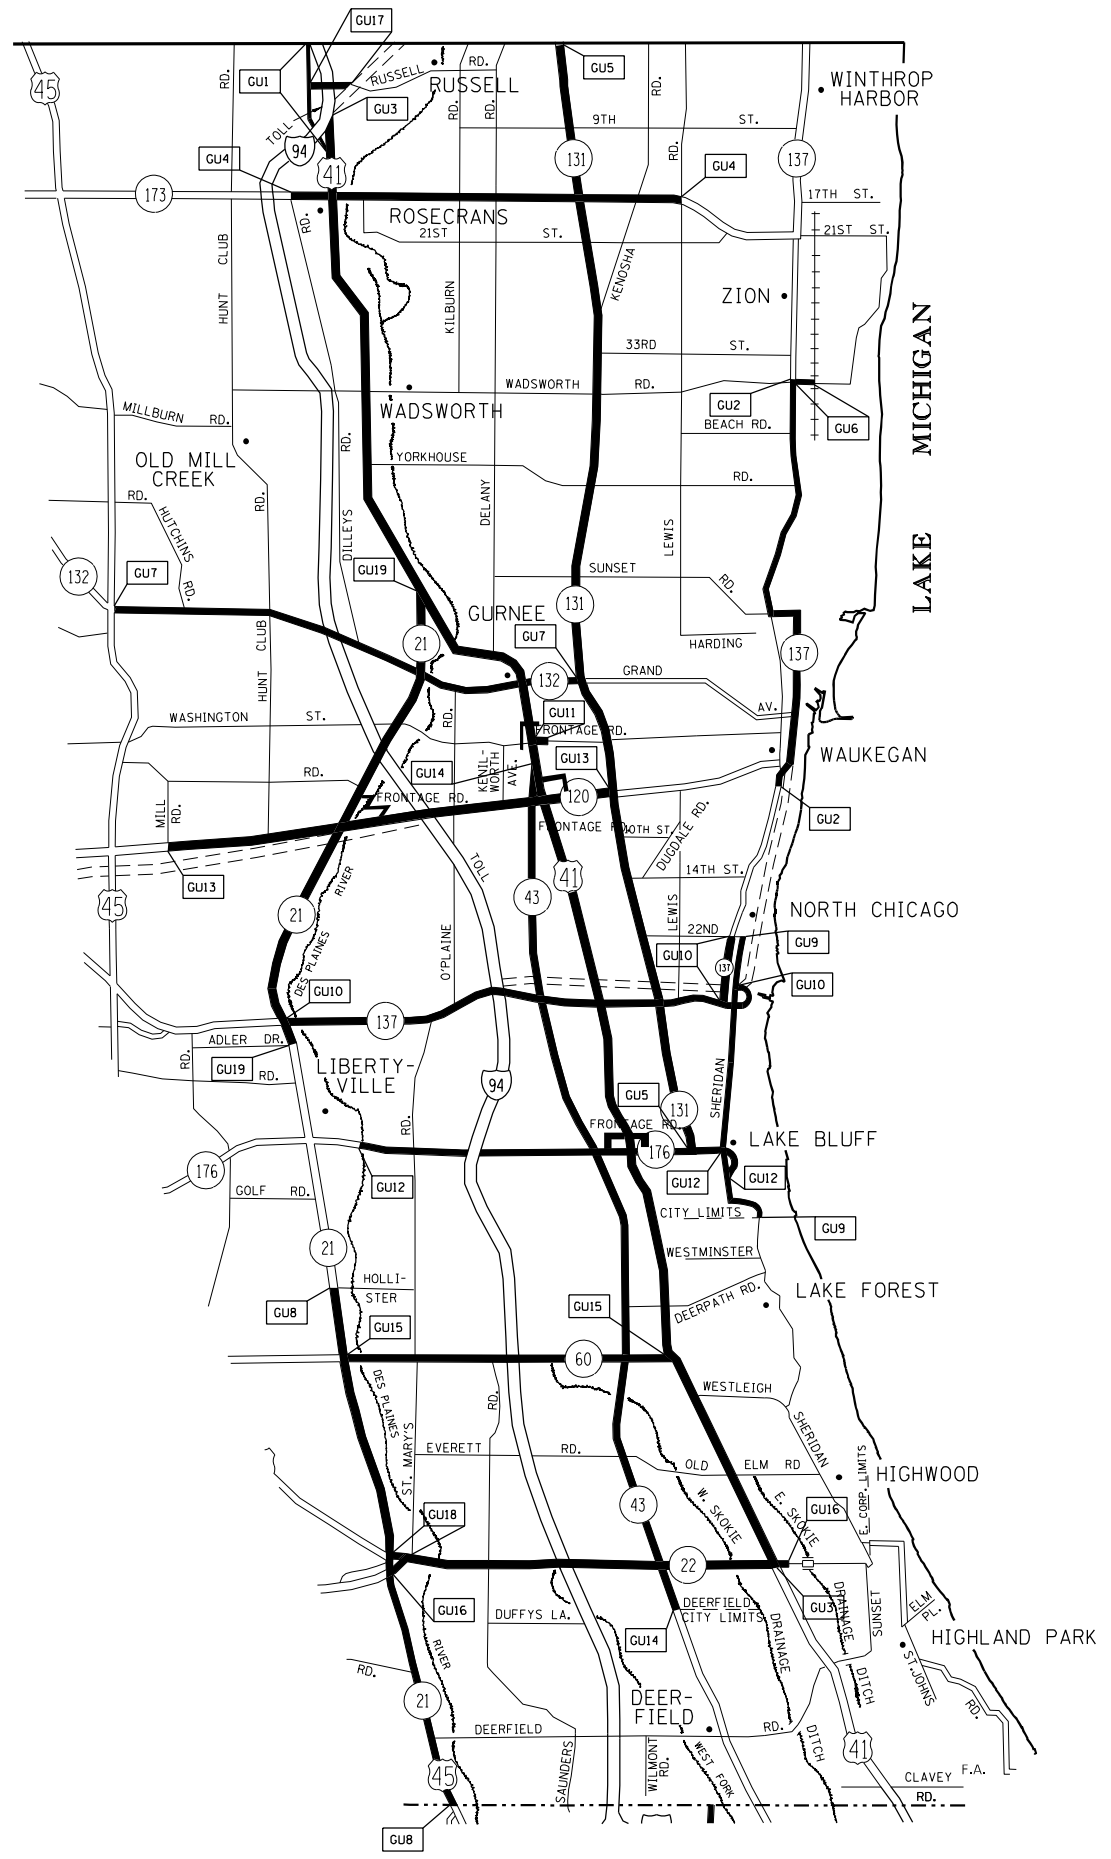 GU17
RD.
RUSSELL
RD.
GU1
RUSSELL
45
GU5
RD.
WINTHROP
HARBOR
TOLL
GU3
RD.
RD.
9TH
ST.
94
41
GU4
131
RD.
GU4
137
173
ROSECRANS
17TH ST.
RD.
21ST
ST.
21ST ST.
HUNT CLUB
KENOSHA
ZION
KILBURN
LAKE MICHIGAN
33RD
ST.
WADSWORTH
RD.
MILLBURN
RD.
WADSWORTH
GU2
GU6
BEACH RD.
RD.
OLD MILL
CREEK
YORKHOUSE
RD.
RD.
RD.
HUTCHINS
RD.
DELANY
DILLEYS
LEWIS
132
GU7
GU19
SUNSET
RD.
131
GURNEE
HUNT CLUB
21
GU7
HARDING
137
132
GRAND
AV.
WASHINGTON
ST.
RD.
GU11
FRONTAGE RD.
WAUKEGAN
GU14
KENIL-
WORTH
AVE.
GU13
RD.
FRONTAGE RD.
120
MILL
RD.
FRONTAGE RD.
10TH ST.
DUGDALE RD.
GU2
14TH ST.
TOLL
GU13
RIVER
43
41
45
21
LEWIS
NORTH CHICAGO
DES PLAINES
O'PLAINE
22ND
GU9
GU10
137
GU10
GU10
137
ADLER DR.
RD.
GU19
RD.
LIBERTY-
VILLE
94
SHERIDAN
GU5
131
RD.
FRONTAGE RD.
176
LAKE BLUFF
176
GU12
GU12
GU12
GOLF RD.
CITY LIMITS
GU9
21
WESTMINSTER
HOLLI-
STER
LAKE FOREST
DEERPATH RD.
GU8
GU15
GU15
60
DES PLAINES
RD.
WESTLEIGH
SHERIDAN
ST. MARY'S
EVERETT
RD.
OLD ELM RD
E. CORP. LIMITS
HIGHWOOD
W. SKOKIE
E. SKOKIE
43
GU16
GU18
22
GU3
GU16
DEERFIELD
CITY LIMITS
DRAINAGE
DRAINAGE
SUNSET
ELM
PL.
DUFFYS LA.
GU14
HIGHLAND PARK
RIVER
RD.
ST.JOHNS
DITCH
RD.
21
DEER-
FIELD
DEERFIELD
RD.
DITCH
41
SAUNDERS
WILMONT
RD.
WEST FORK
45
CLAVEY F.A.
RD.
GU8